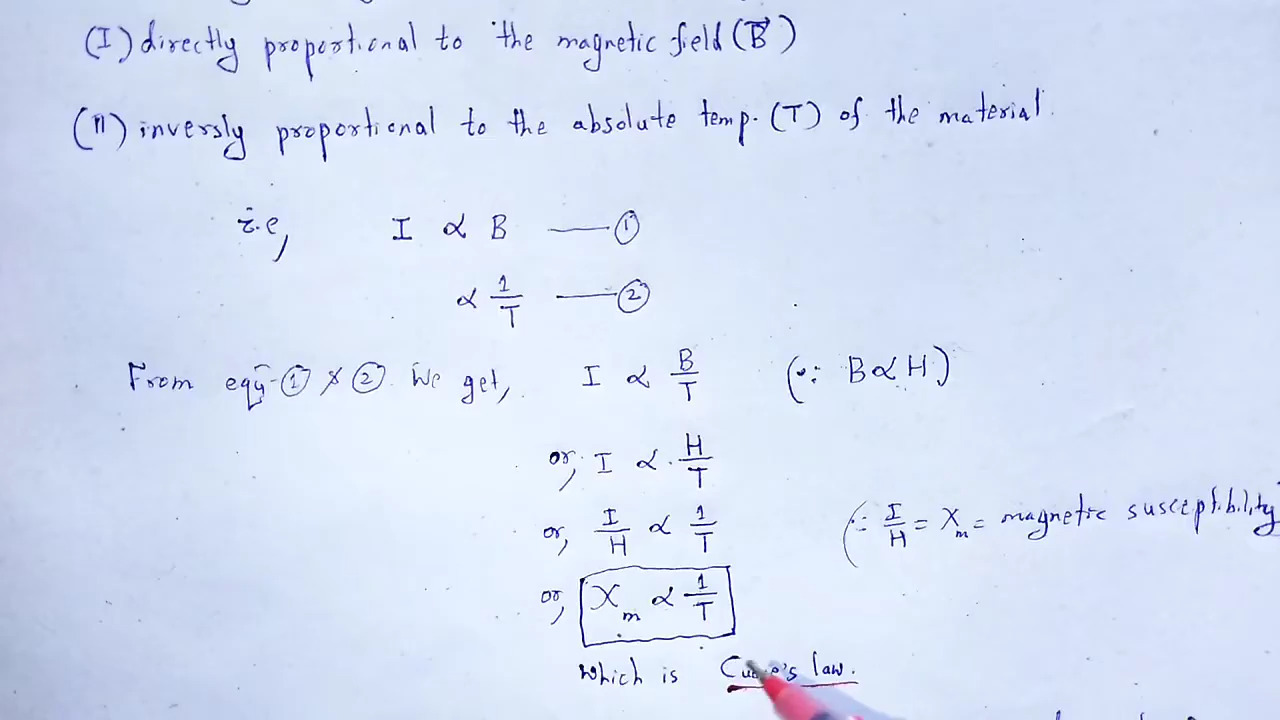 (I) directly proportional to the magnetic field (B⃗)
(II) inversly proportional to the absolute temp. (T) of the material.
i.e, I ∝ B —①
∝ 1/T —②
From eqn-① & ② We get, I ∝ B/T (∵ B∝H)
or, I ∝ H/T
or, I/H ∝ 1/T (∵ I/H = χm = magnetic susceptibility
or, χm ∝ 1/T
which is law.